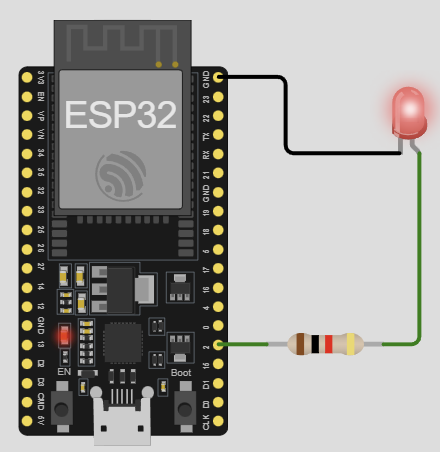 ESP32
3V3
EN
VP
VN
34
35
32
33
25
26
27
14
12
GND
13
D2
D3
CMD
5V
GND
23
22
TX
RX
21
GND
19
18
5
17
16
4
0
2
15
D1
D0
CLK
EN
Boot